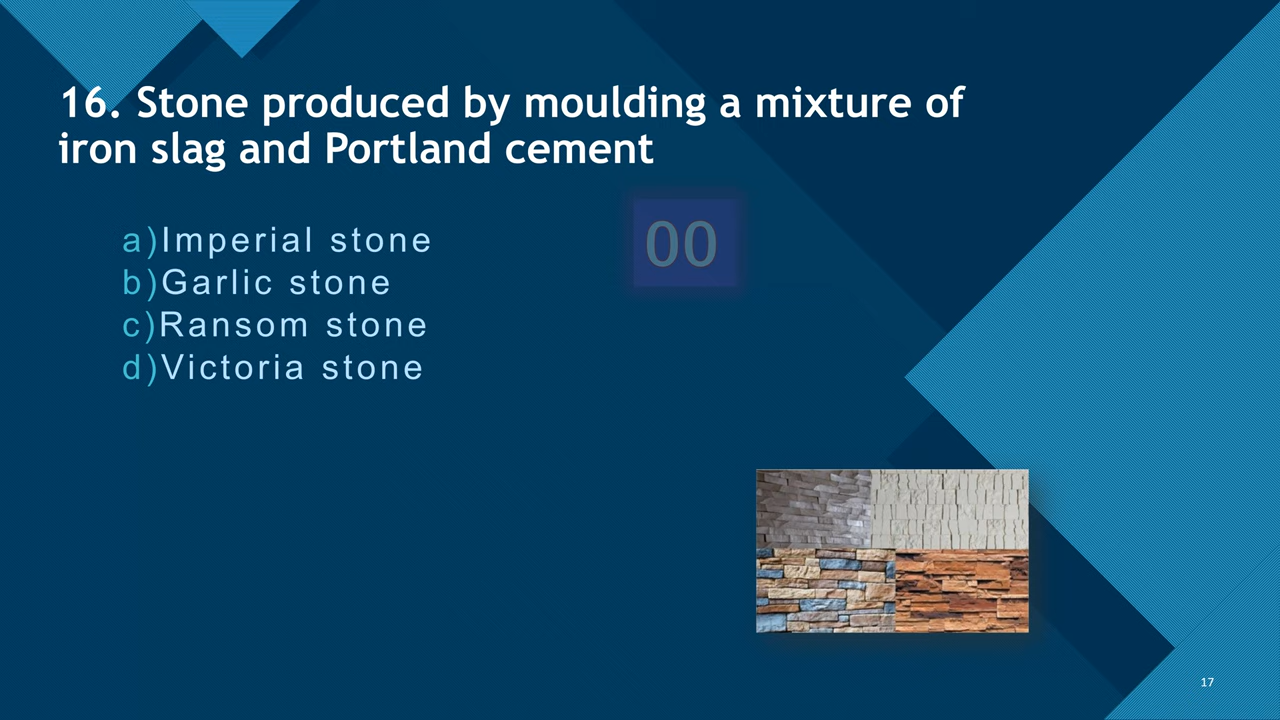 16. Stone produced by moulding a mixture of
iron slag and Portland cement
a)Imperial stone
b)Garlic stone
c)Ransom stone
d)Victoria stone
00
17